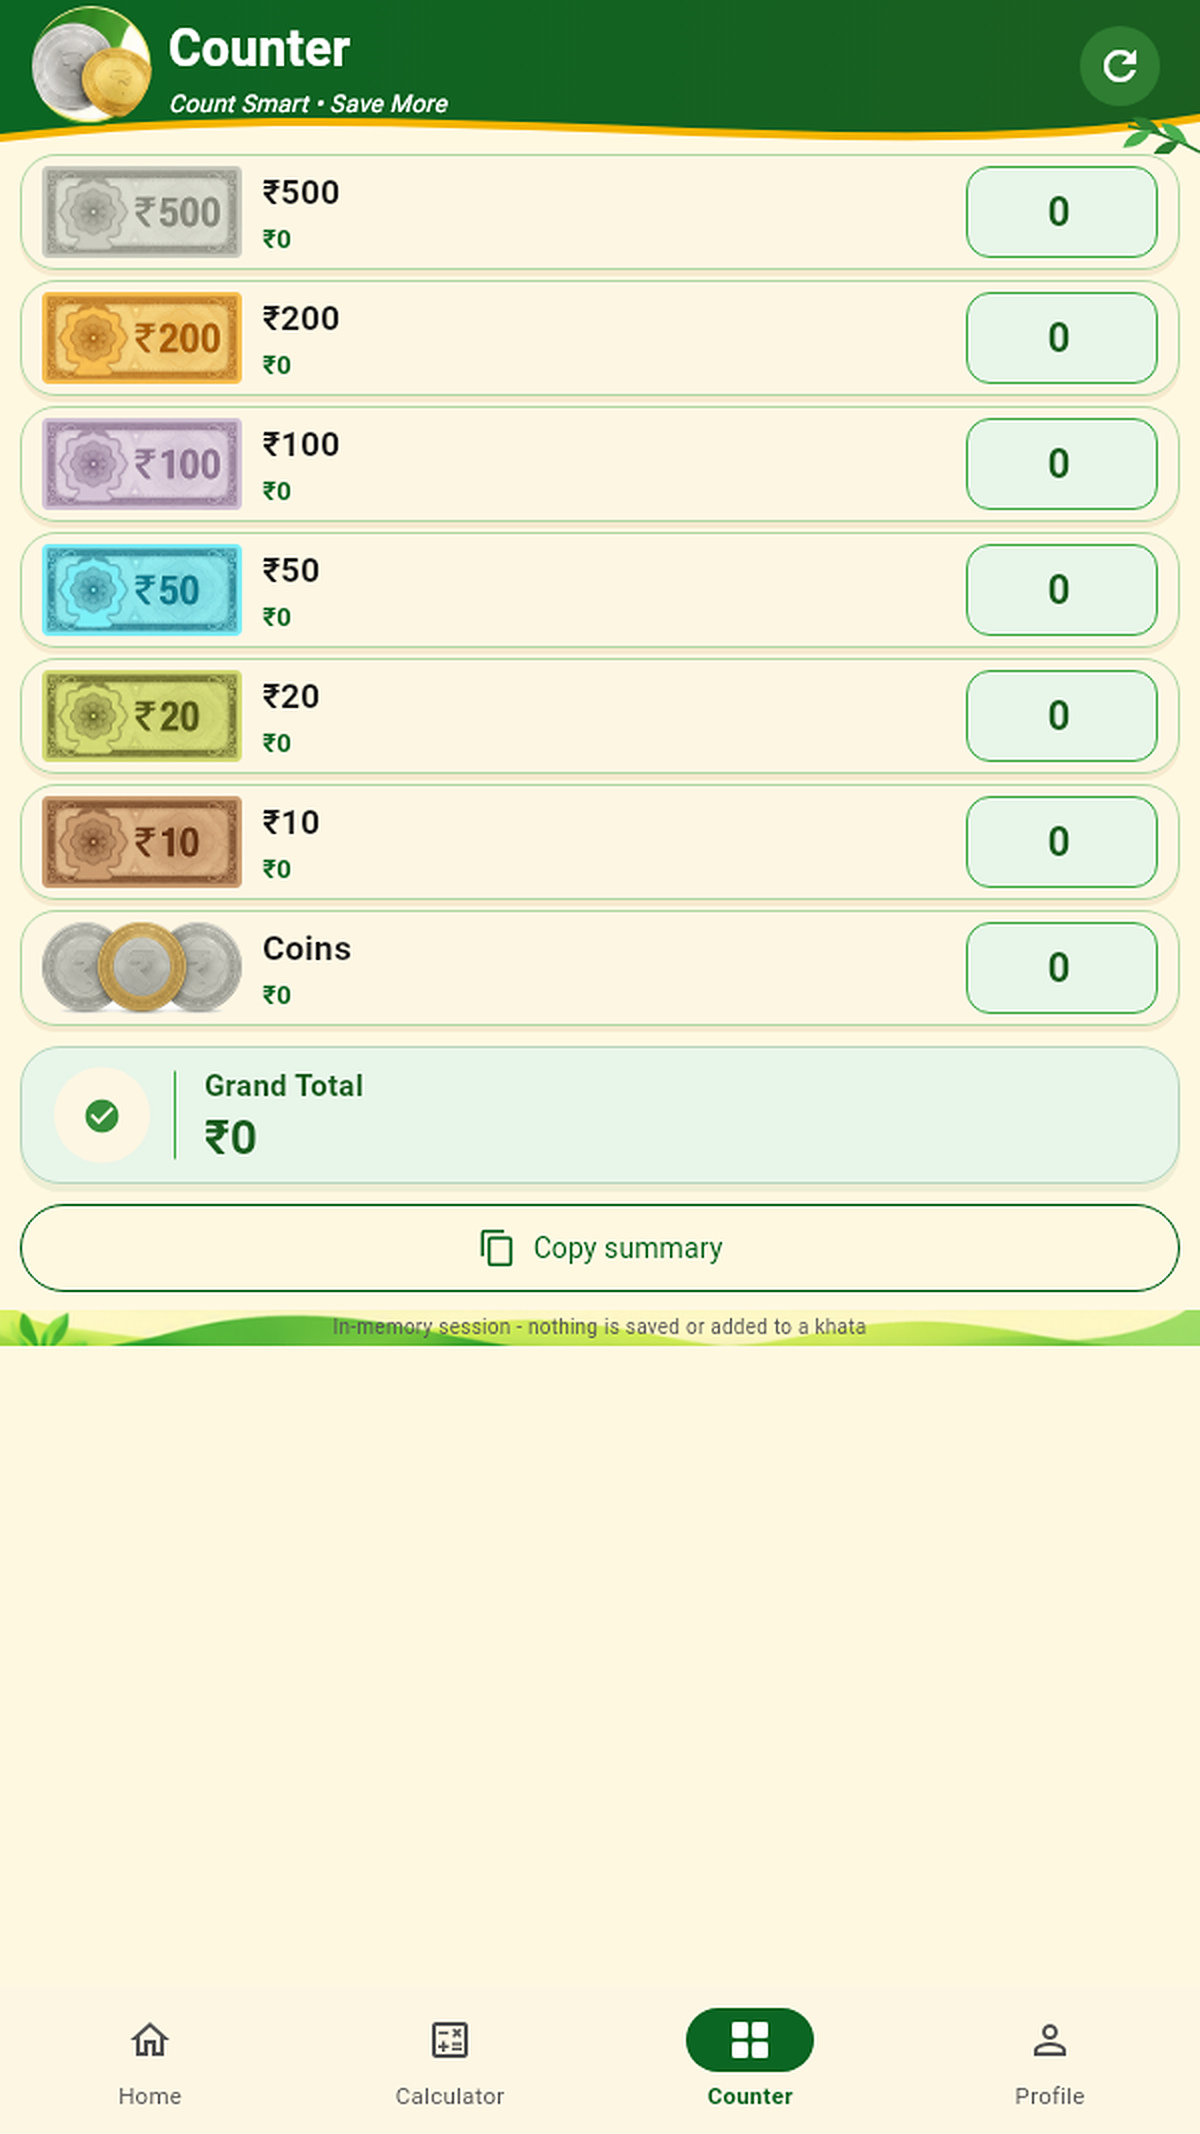 Counter
Count Smart • Save More
₹500
₹500
₹0
0
₹200
₹200
₹0
0
₹100
₹100
₹0
0
₹50
₹50
₹0
0
₹20
₹20
₹0
0
₹10
₹10
₹0
0
Coins
₹0
0
Grand Total
₹0
Copy summary
In-memory session - nothing is saved or added to a khata
Home
Calculator
Counter
Profile